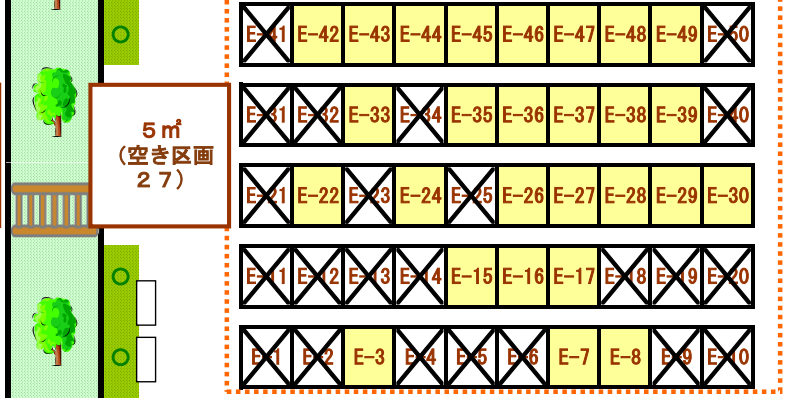 E-41 E-42 E-43 E-44 E-45 E-46 E-47 E-48 E-49 E-50
E-31 E-32 E-33 E-34 E-35 E-36 E-37 E-38 E-39 E-40
5㎡
(空き区画
27)
E-21 E-22 E-23 E-24 E-25 E-26 E-27 E-28 E-29 E-30
E-11 E-12 E-13 E-14 E-15 E-16 E-17 E-18 E-19 E-20
E-1 E-2 E-3 E-4 E-5 E-6 E-7 E-8 E-9 E-10